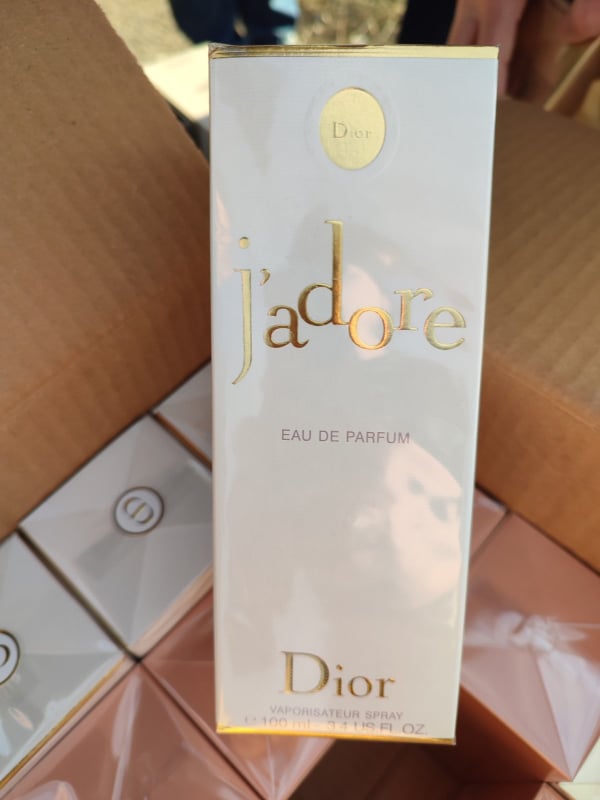 Dior
j'adore
EAU DE PARFUM
Dior
VAPORISATEUR SPRAY
100 ml - 3.4 US FL. OZ.